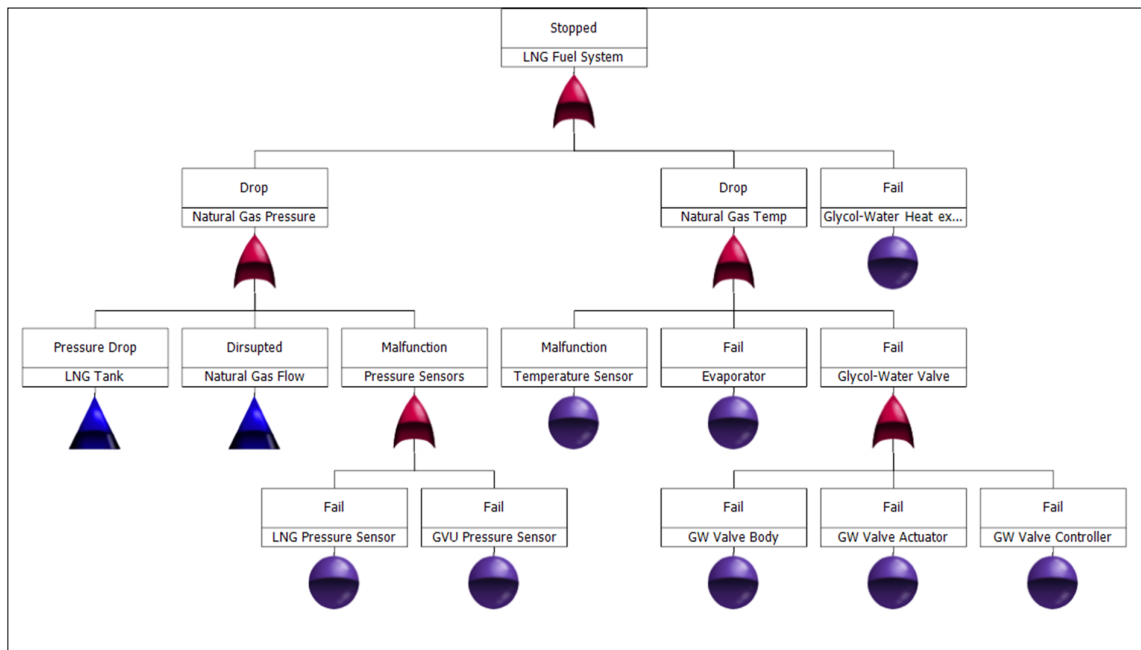 Stopped
LNG Fuel System
Drop
Natural Gas Pressure
Drop
Natural Gas Temp
Fail
Glycol-Water Heat ex...
Pressure Drop
LNG Tank
Dirsupted
Natural Gas Flow
Malfunction
Pressure Sensors
Malfunction
Temperature Sensor
Fail
Evaporator
Fail
Glycol-Water Valve
Fail
LNG Pressure Sensor
Fail
GVU Pressure Sensor
Fail
GW Valve Body
Fail
GW Valve Actuator
Fail
GW Valve Controller